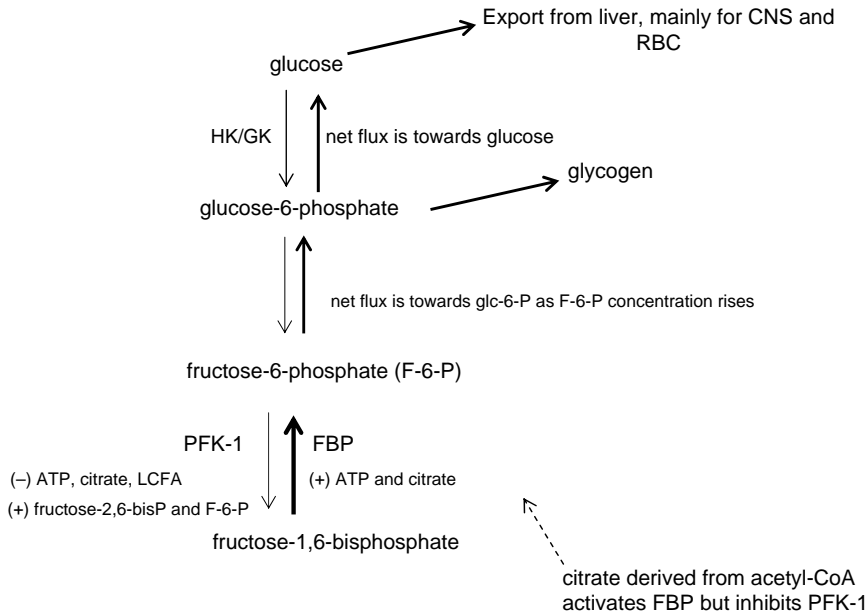 Export from liver, mainly for CNS and
RBC
glucose
HK/GK
net flux is towards glucose
glycogen
glucose-6-phosphate
net flux is towards glc-6-P as F-6-P concentration rises
fructose-6-phosphate (F-6-P)
PFK-1
FBP
(–) ATP, citrate, LCFA
(+) ATP and citrate
(+) fructose-2,6-bisP and F-6-P
fructose-1,6-bisphosphate
citrate derived from acetyl-CoA
activates FBP but inhibits PFK-1